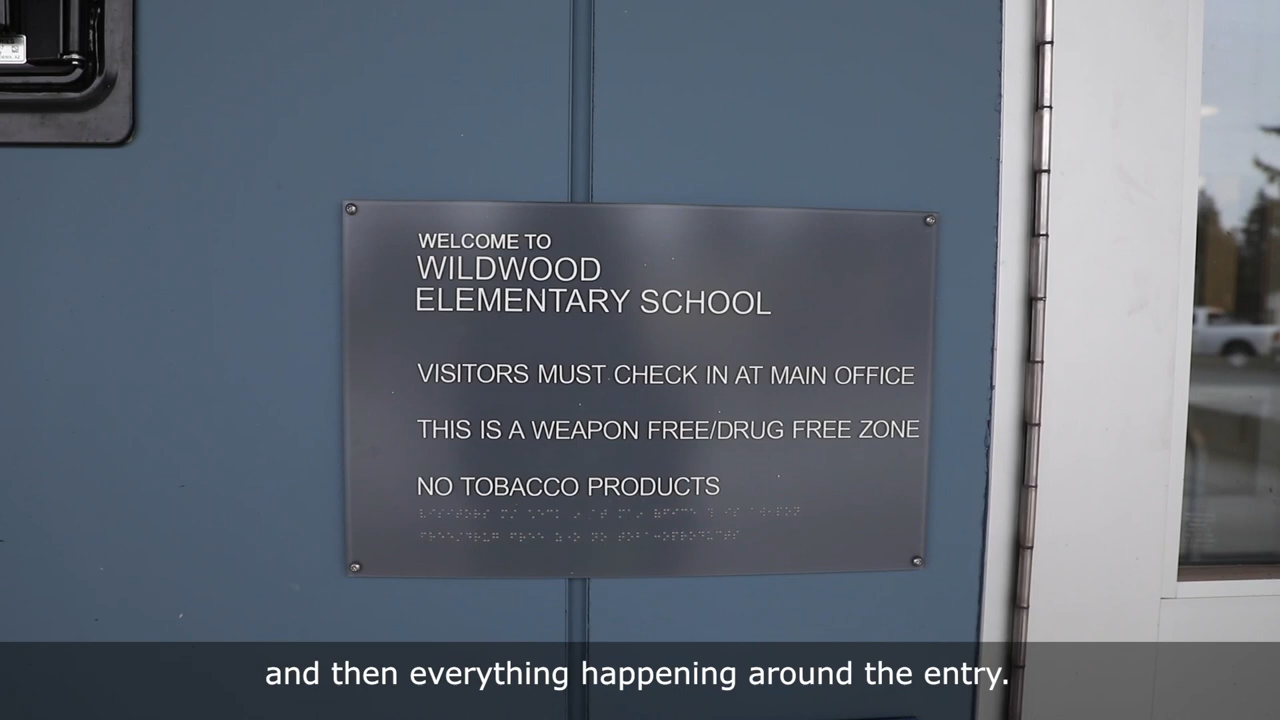 WELCOME TO
WILDWOOD
ELEMENTARY SCHOOL
VISITORS MUST CHECK IN AT MAIN OFFICE
THIS IS A WEAPON FREE/DRUG FREE ZONE
NO TOBACCO PRODUCTS
and then everything happening around the entry.